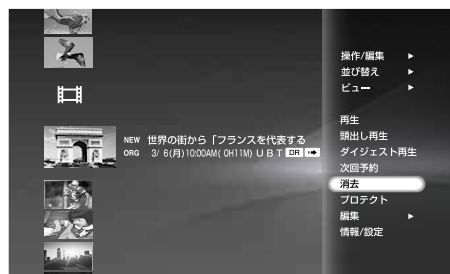 操作/編集 ▶
並び替え ▶
ビュー ▶
NEW 世界の街から「フランスを代表する
ORG 3/ 6(月)10:00AM( 0H11M) U B T DR
再生
頭出し再生
ダイジェスト再生
次回予約
消去
プロテクト
編集 ▶
情報/設定